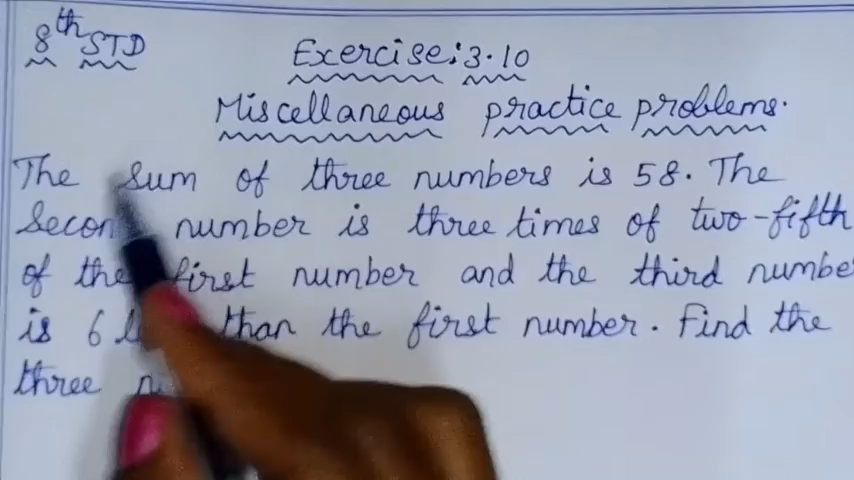 8th STD
Exercise: 3.10
Miscellaneous practice problems.
The sum of three numbers is 58. The
number is three times of two-fifth
of the first number and the third
is 6 than the first number. Find the
three